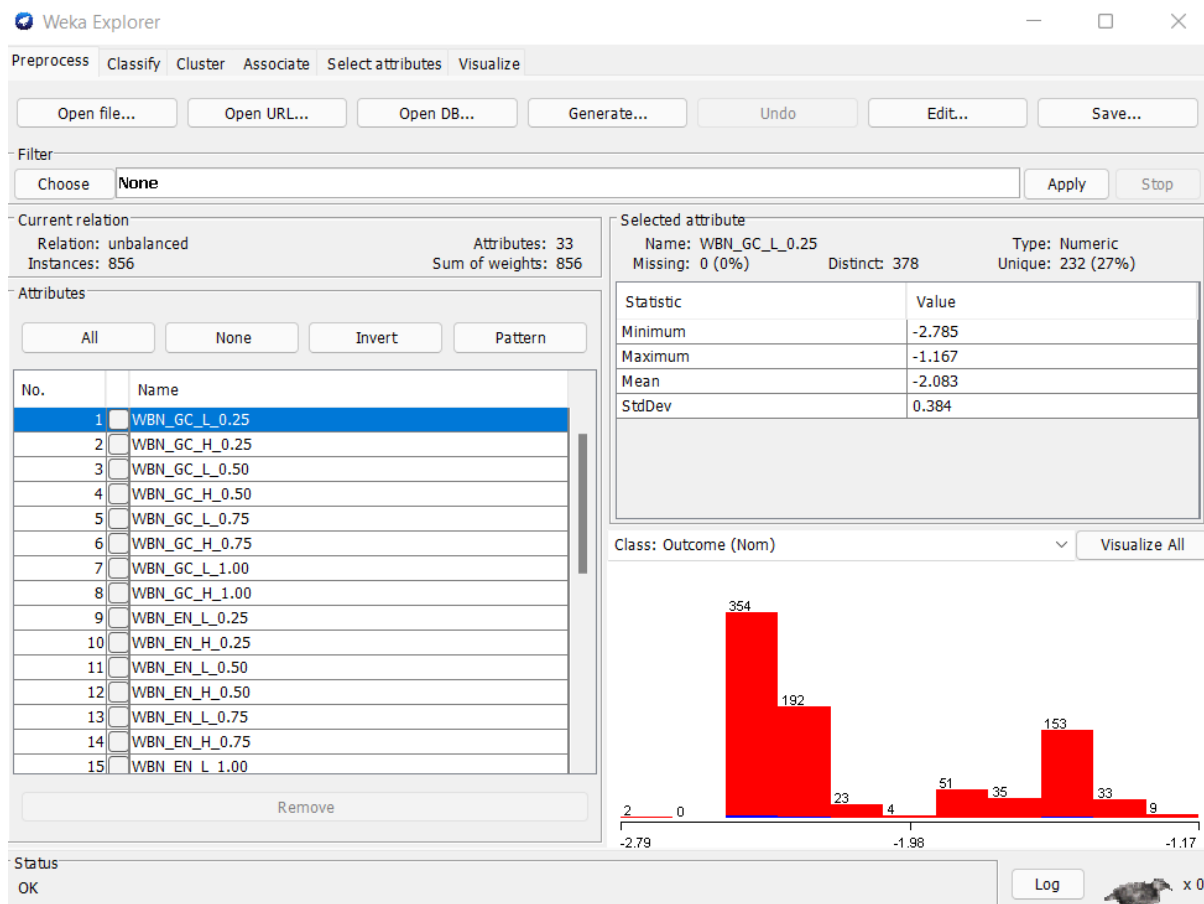 Weka Explorer
Preprocess Classify Cluster Associate Select attributes Visualize
Open file... Open URL... Open DB... Generate... Undo Edit... Save...
Filter
Choose None Apply Stop
Current relation
Relation: unbalanced Attributes: 33
Instances: 856 Sum of weights: 856
Attributes
All None Invert Pattern
No. Name
1 WBN_GC_L_0.25
2 WBN_GC_H_0.25
3 WBN_GC_L_0.50
4 WBN_GC_H_0.50
5 WBN_GC_L_0.75
6 WBN_GC_H_0.75
7 WBN_GC_L_1.00
8 WBN_GC_H_1.00
9 WBN_EN_L_0.25
10 WBN_EN_H_0.25
11 WBN_EN_L_0.50
12 WBN_EN_H_0.50
13 WBN_EN_L_0.75
14 WBN_EN_H_0.75
15 WBN_EN_L_1.00
Remove
Selected attribute
Name: WBN_GC_L_0.25 Type: Numeric
Missing: 0 (0%) Distinct: 378 Unique: 232 (27%)
Statistic Value
Minimum -2.785
Maximum -1.167
Mean -2.083
StdDev 0.384
Class: Outcome (Nom) Visualize All
2 0 354 192 23 4 51 35 153 33 9
-2.79 -1.98 -1.17
Status
OK
Log x 0